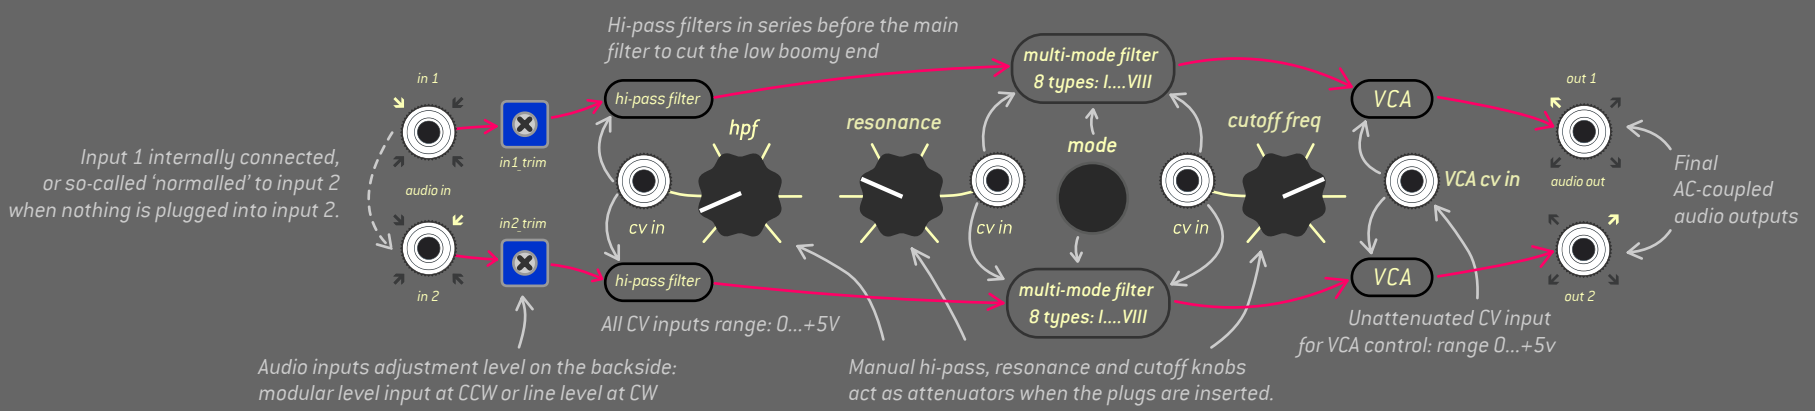 Hi-pass filters in series before the main
filter to cut the low boomy end
in 1
in1_trim
Input 1 internally connected,
or so-called ‘normalled’ to input 2
when nothing is plugged into input 2.
audio in
in2_trim
in 2
Audio inputs adjustment level on the backside:
modular level input at CCW or line level at CW
hi-pass filter
cv in
hpf
hi-pass filter
All CV inputs range: 0...+5V
resonance
cv in
multi-mode filter
8 types: I....VIII
mode
multi-mode filter
8 types: I....VIII
cutoff freq
cv in
Manual hi-pass, resonance and cutoff knobs
act as attenuators when the plugs are inserted.
VCA
VCA cv in
VCA
Unattenuated CV input
for VCA control: range 0...+5v
out 1
audio out
out 2
Final
AC-coupled
audio outputs